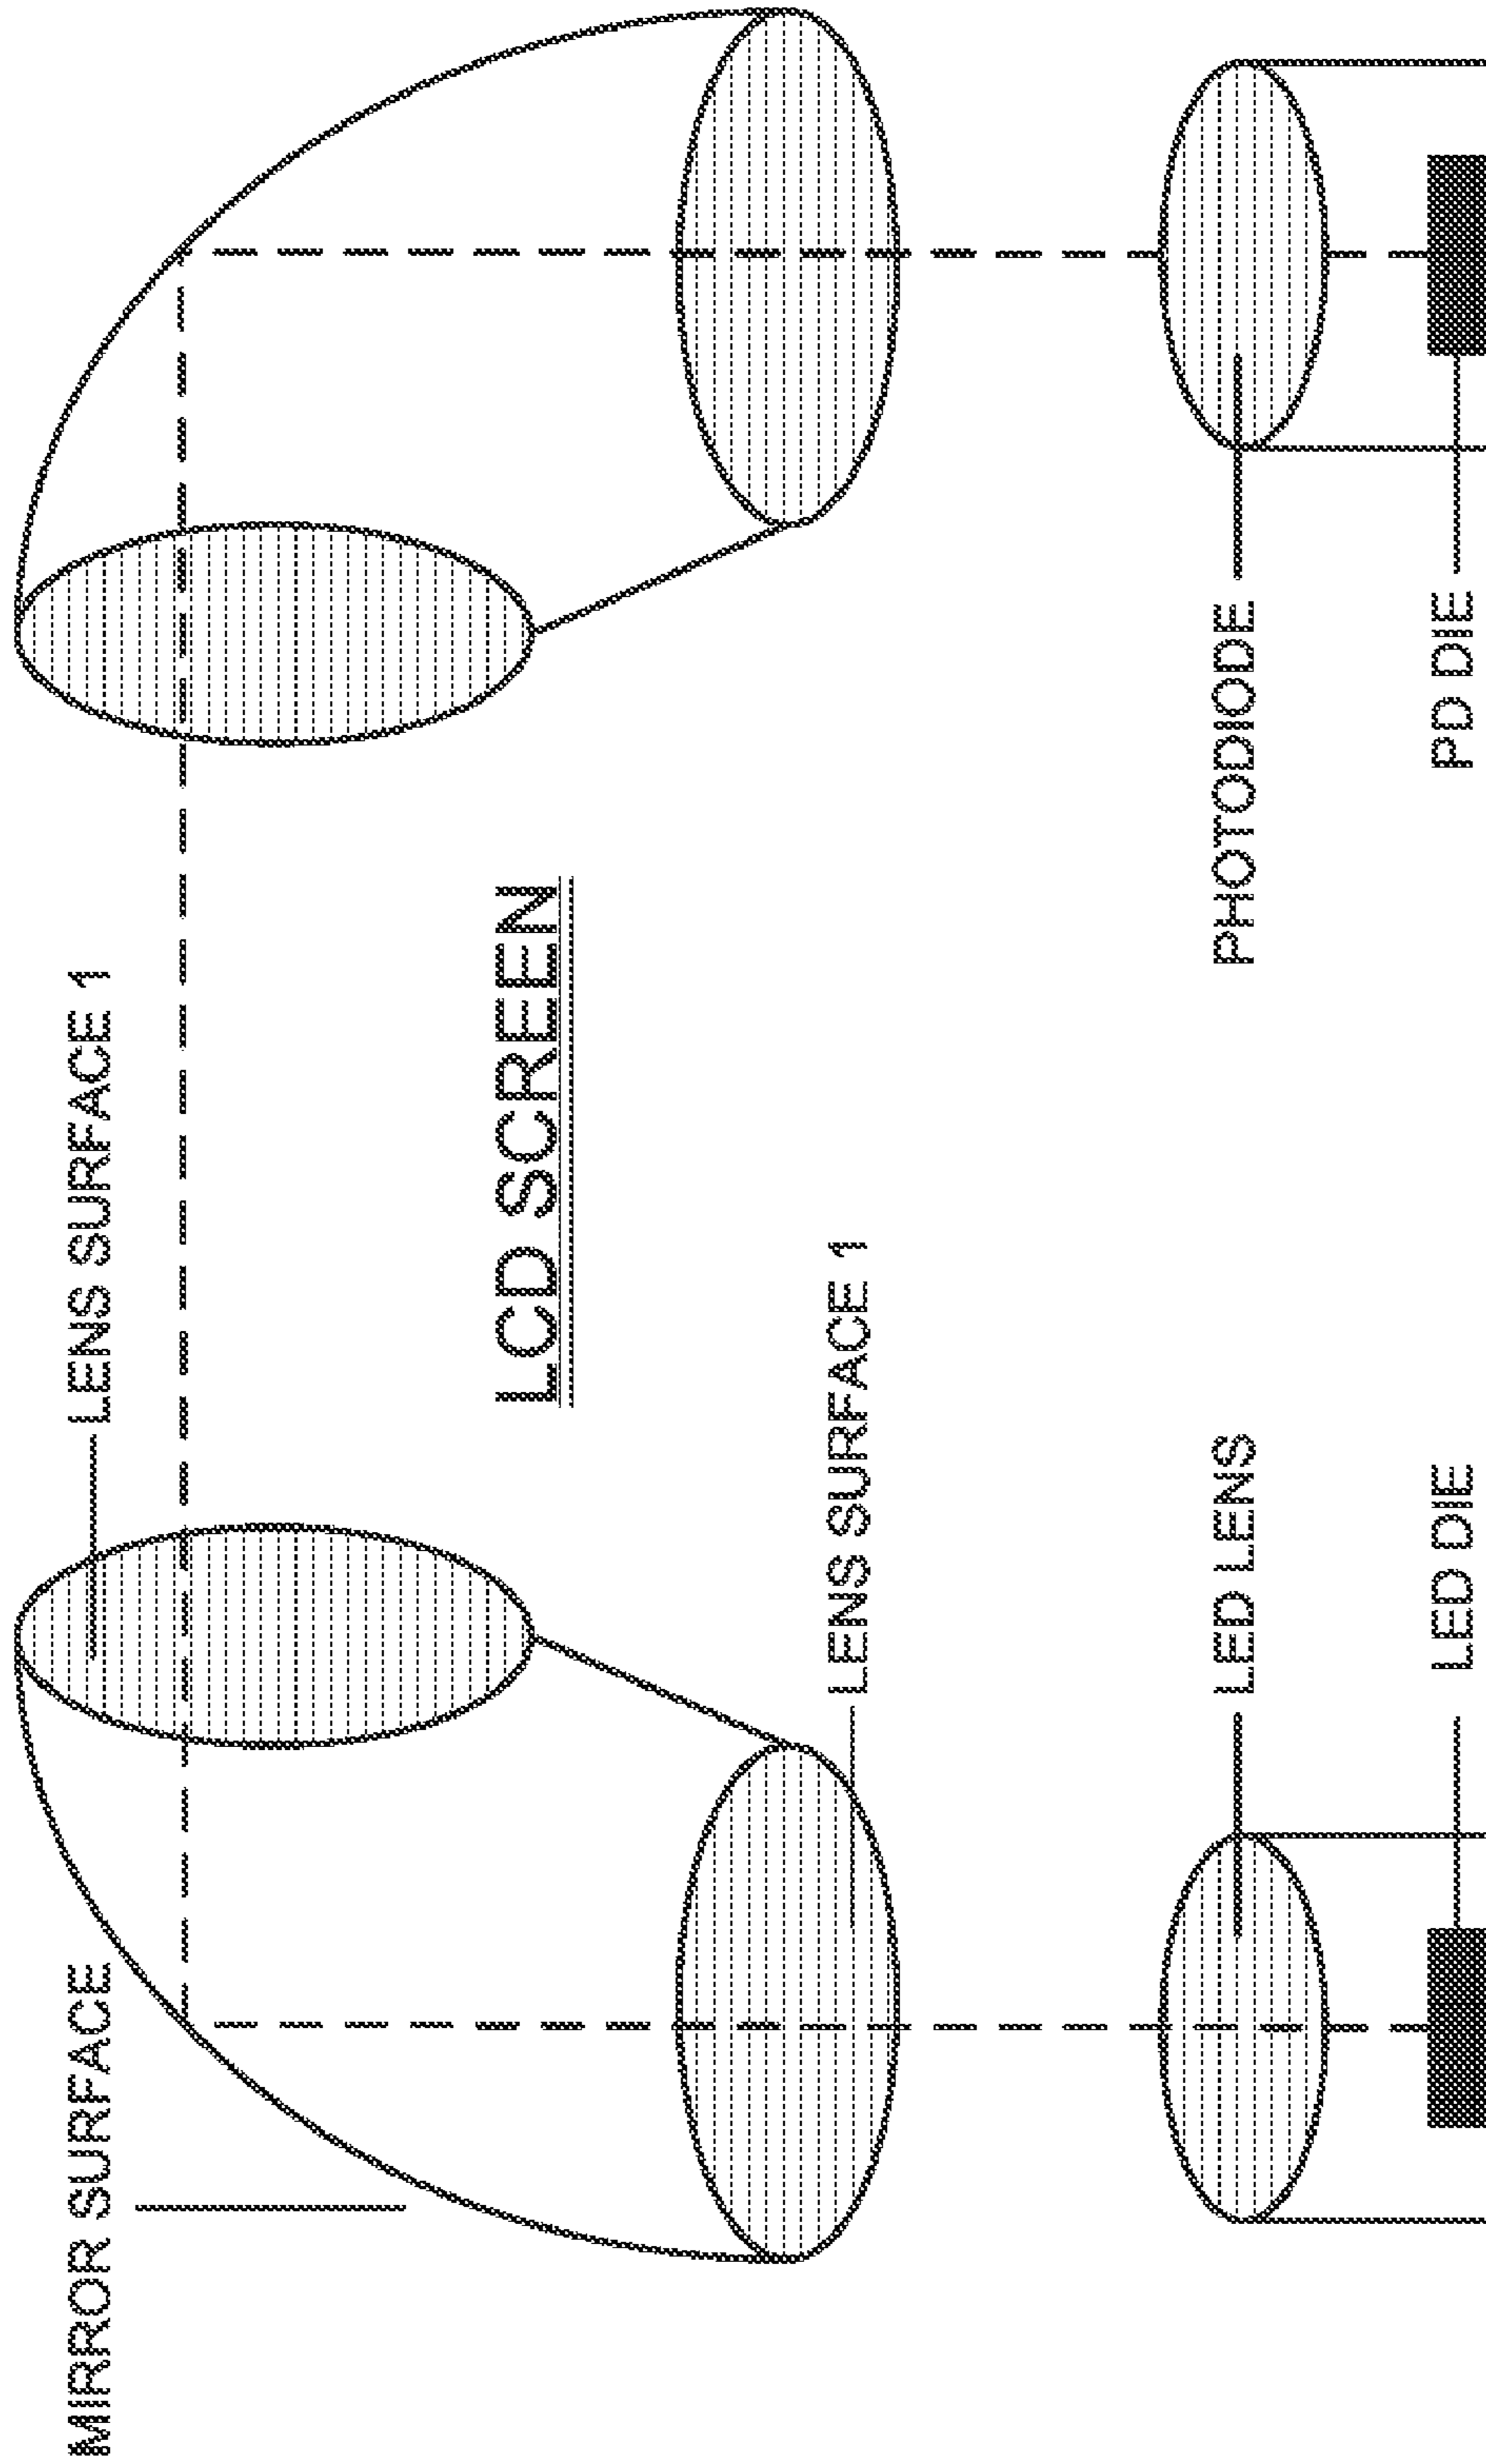 MIRROR SURFACE
LENS SURFACE 1
LCD SCREEN
LENS SURFACE 1
LED LENS
PHOTODIODE
LED DIE
PD DIE